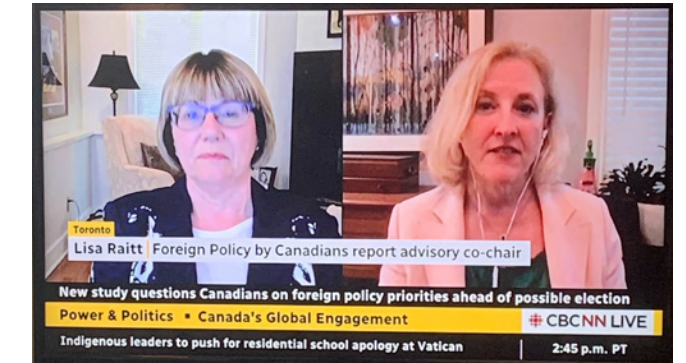 Toronto
Lisa Raitt Foreign Policy by Canadians report advisory co-chair
New study questions Canadians on foreign policy priorities ahead of possible election
Power & Politics ▪ Canada's Global Engagement
CBCNN LIVE
Indigenous leaders to push for residential school apology at Vatican
2:45 p.m. PT